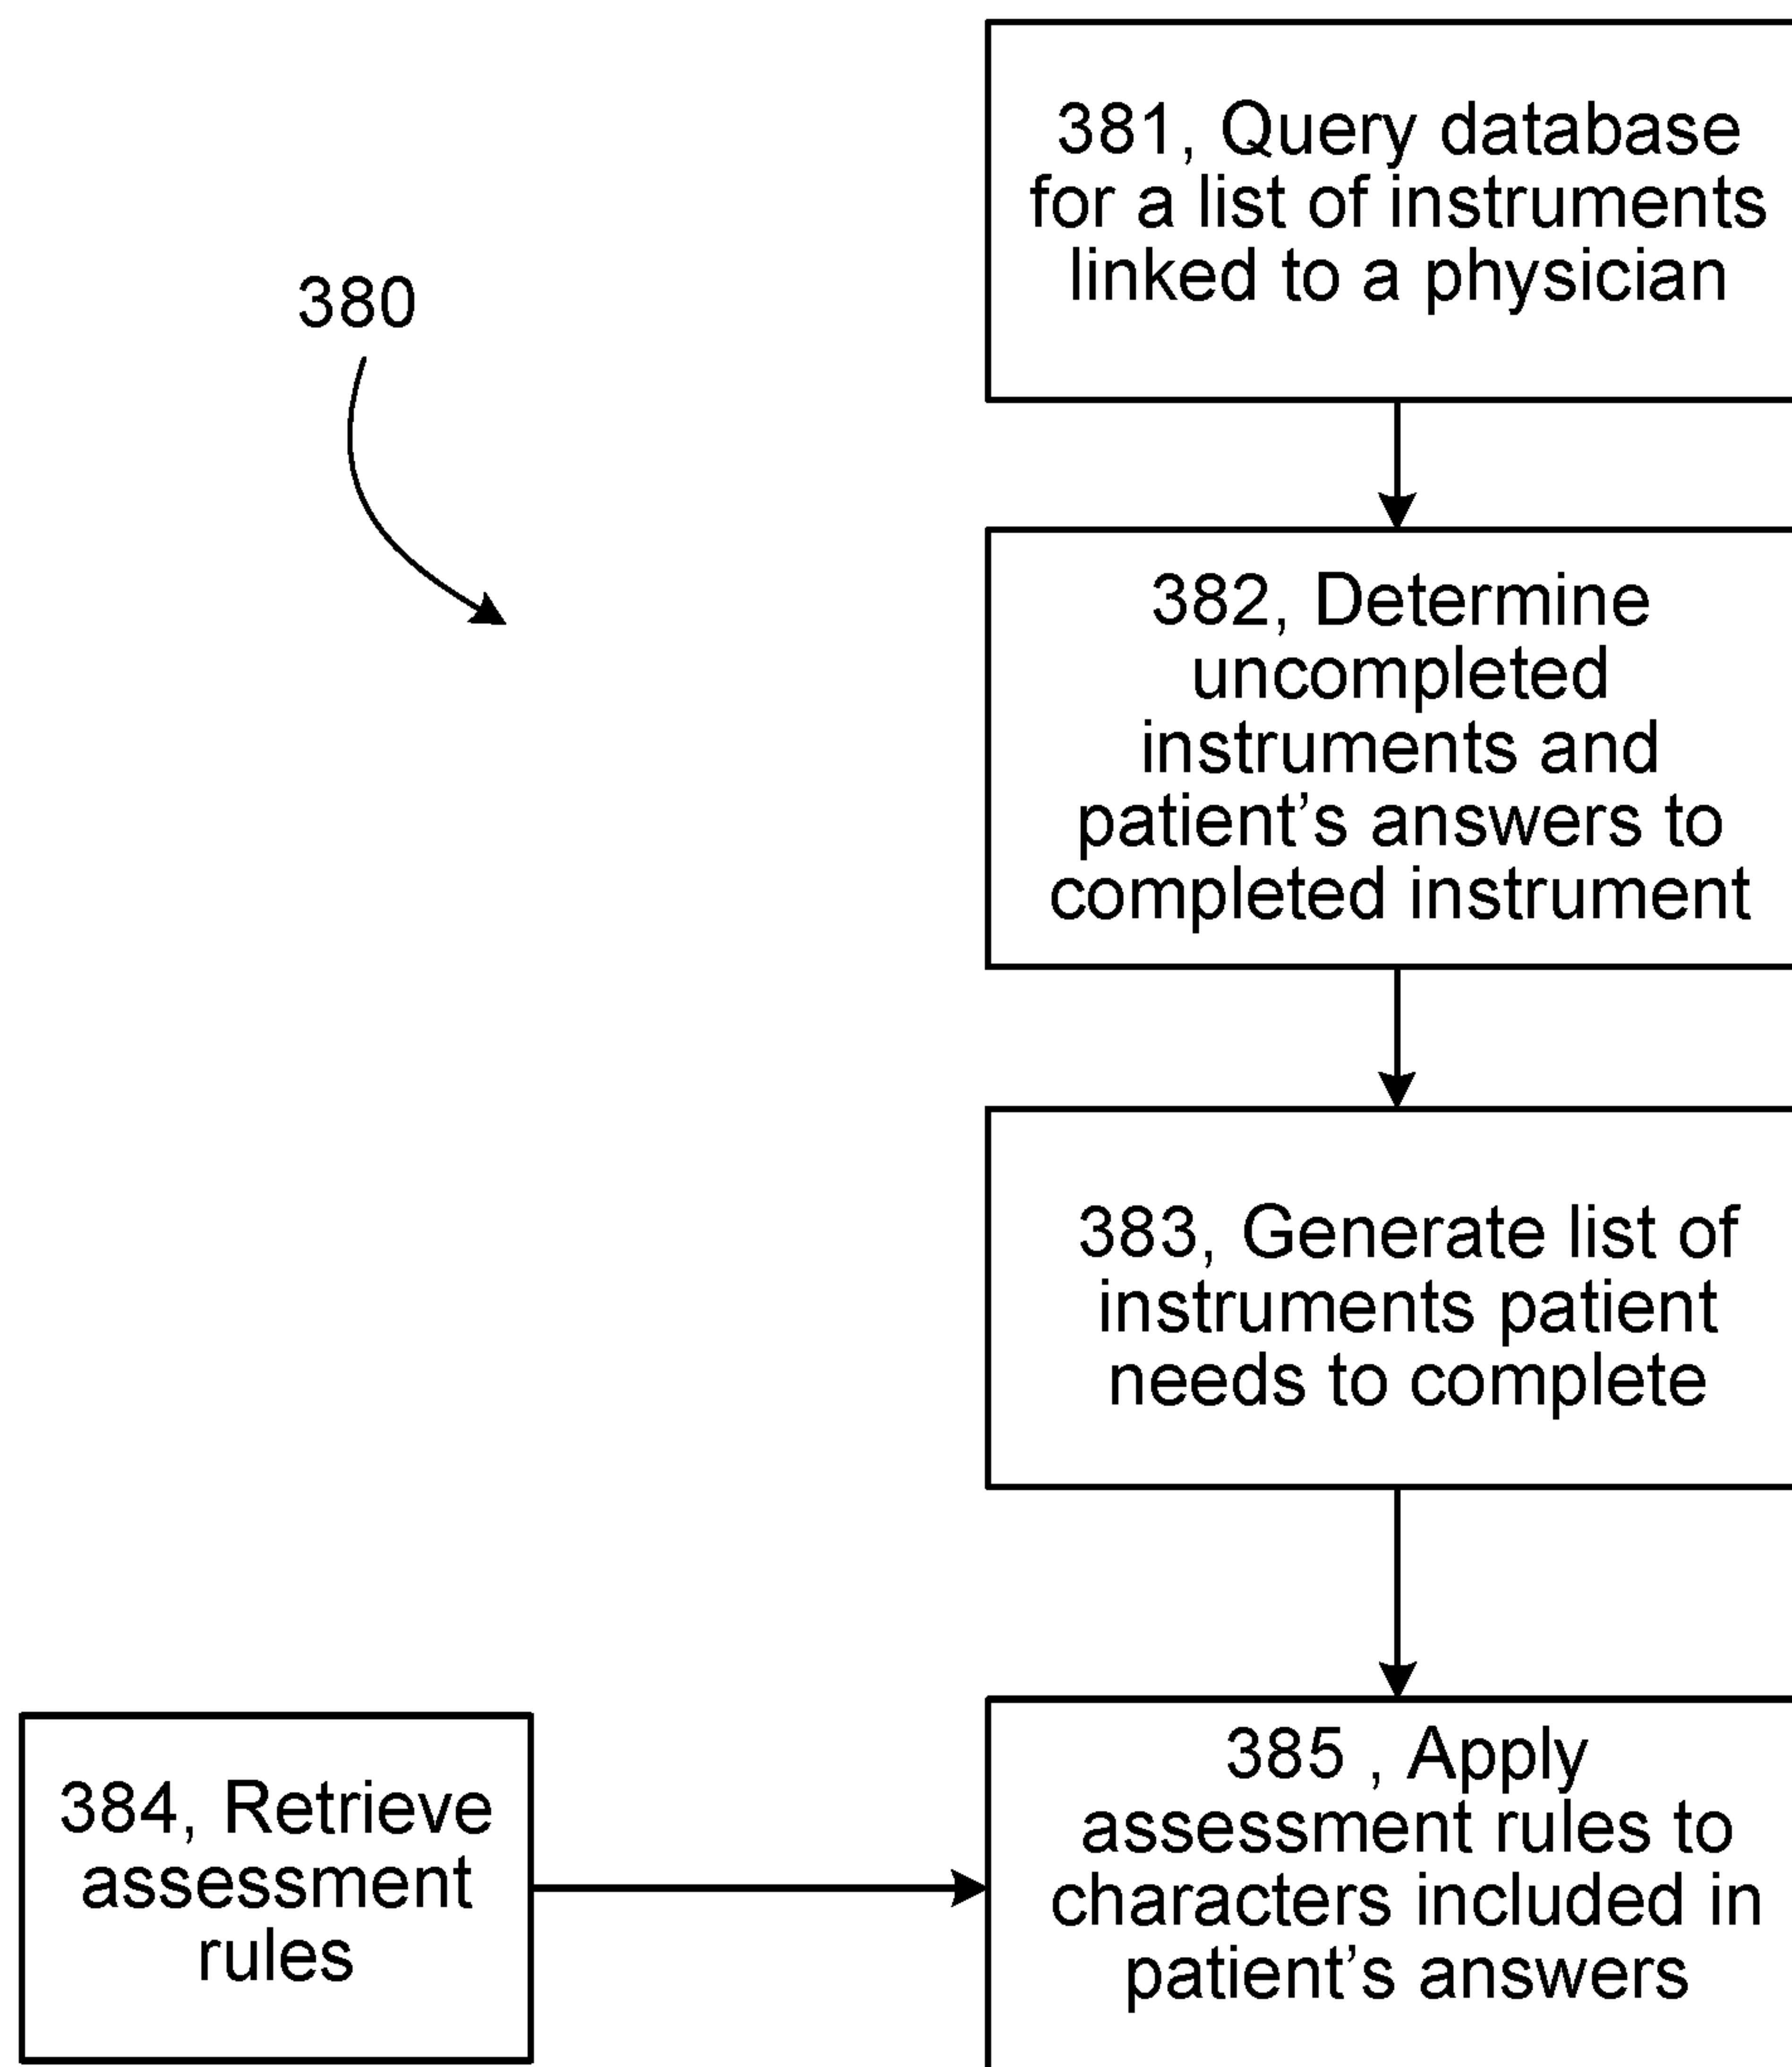 381, Query database
for a list of instruments
linked to a physician
380
382, Determine
uncompleted
instruments and
patient's answers to
completed instrument
383, Generate list of
instruments patient
needs to complete
384, Retrieve
assessment
rules
385 , Apply
assessment rules to
characters included in
patient's answers